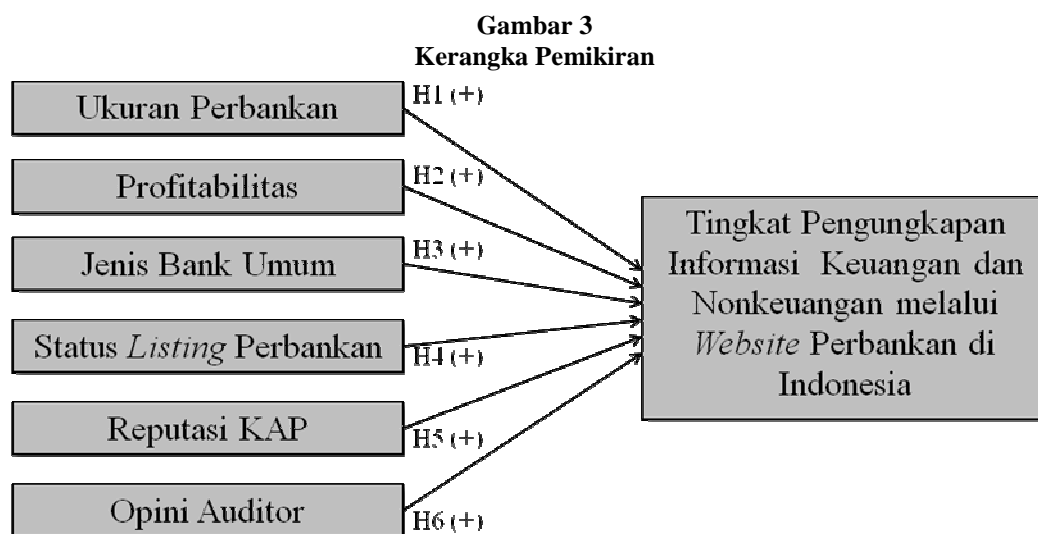 Gambar 3
Kerangka Pemikiran
Ukuran Perbankan
H1 (+)
Profitabilitas
H2 (+)
Jenis Bank Umum
H3 (+)
Status Listing Perbankan
H4 (+)
Reputasi KAP
H5 (+)
Opini Auditor
H6 (+)
Tingkat Pengungkapan
Informasi Keuangan dan
Nonkeuangan melalui
Website Perbankan di
Indonesia